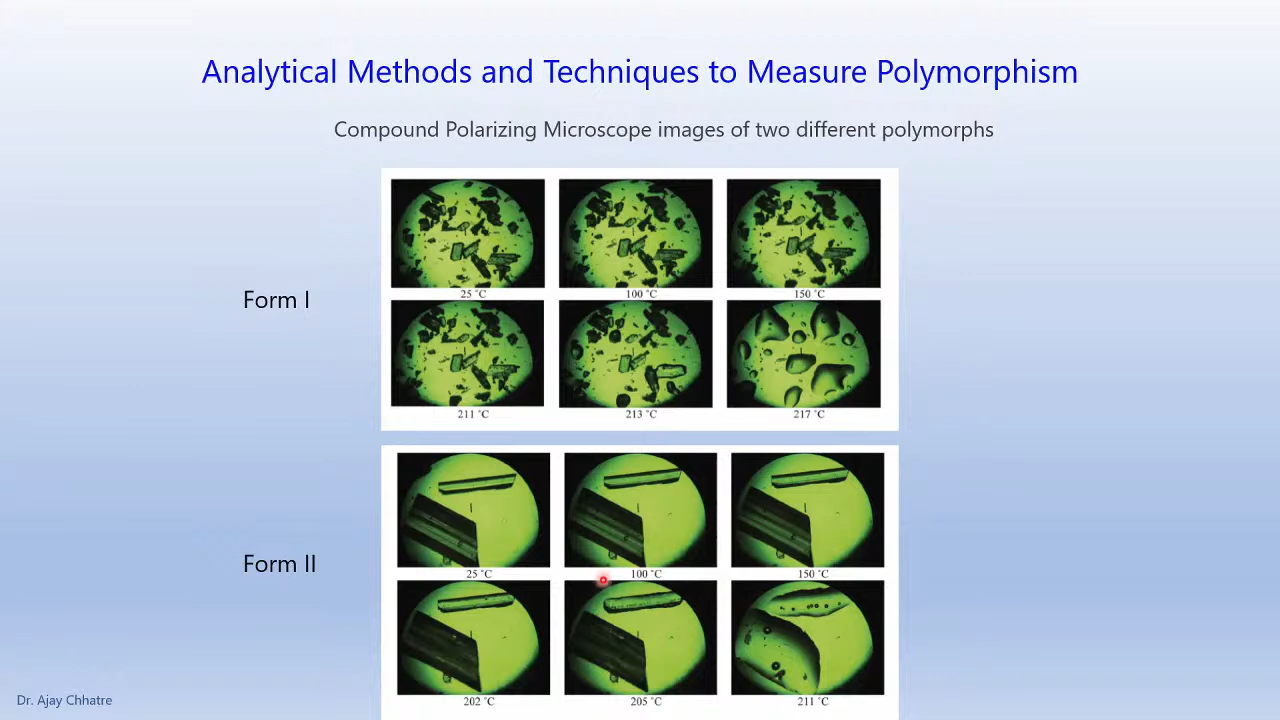 Analytical Methods and Techniques to Measure Polymorphism
Compound Polarizing Microscope images of two different polymorphs
Form I
25 °C
100 °C
150 °C
211 °C
213 °C
217 °C
Form II
25 °C
100 °C
150 °C
202 °C
205 °C
211 °C
Dr. Ajay Chhatre